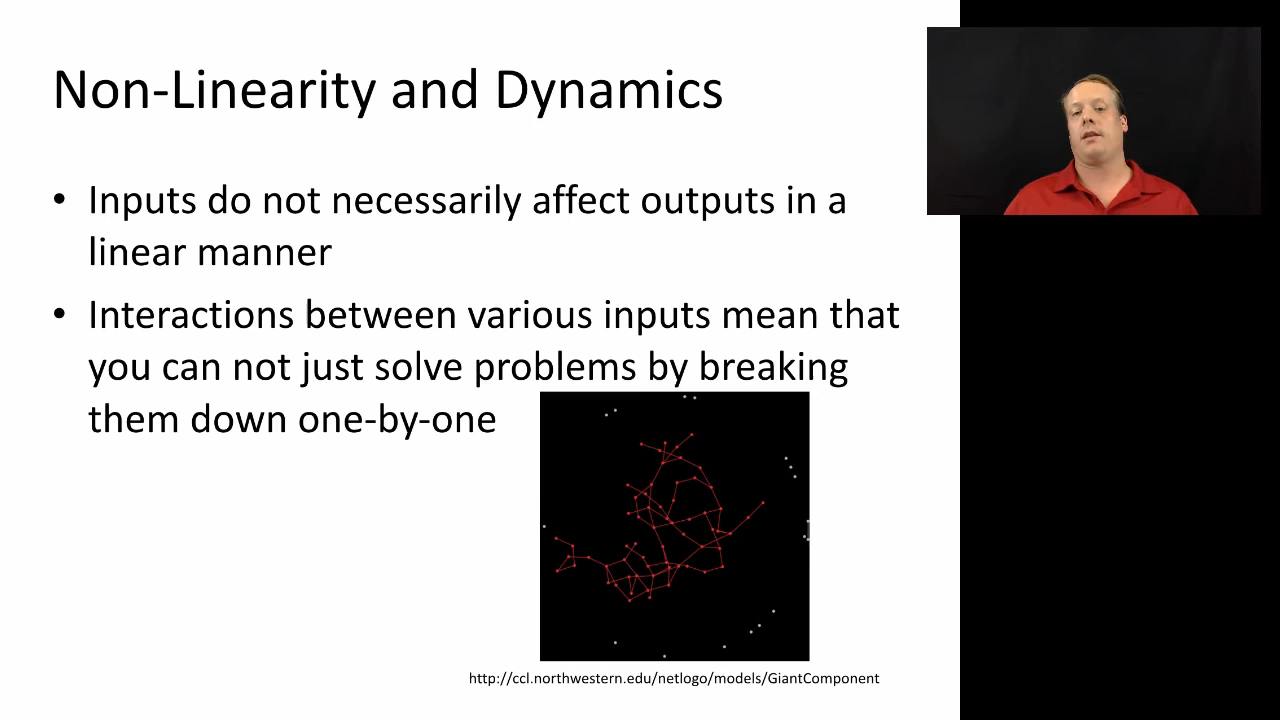 Non-Linearity and Dynamics
• Inputs do not necessarily affect outputs in a
linear manner
• Interactions between various inputs mean that
you can not just solve problems by breaking
them down one-by-one
http://ccl.northwestern.edu/netlogo/models/GiantComponent